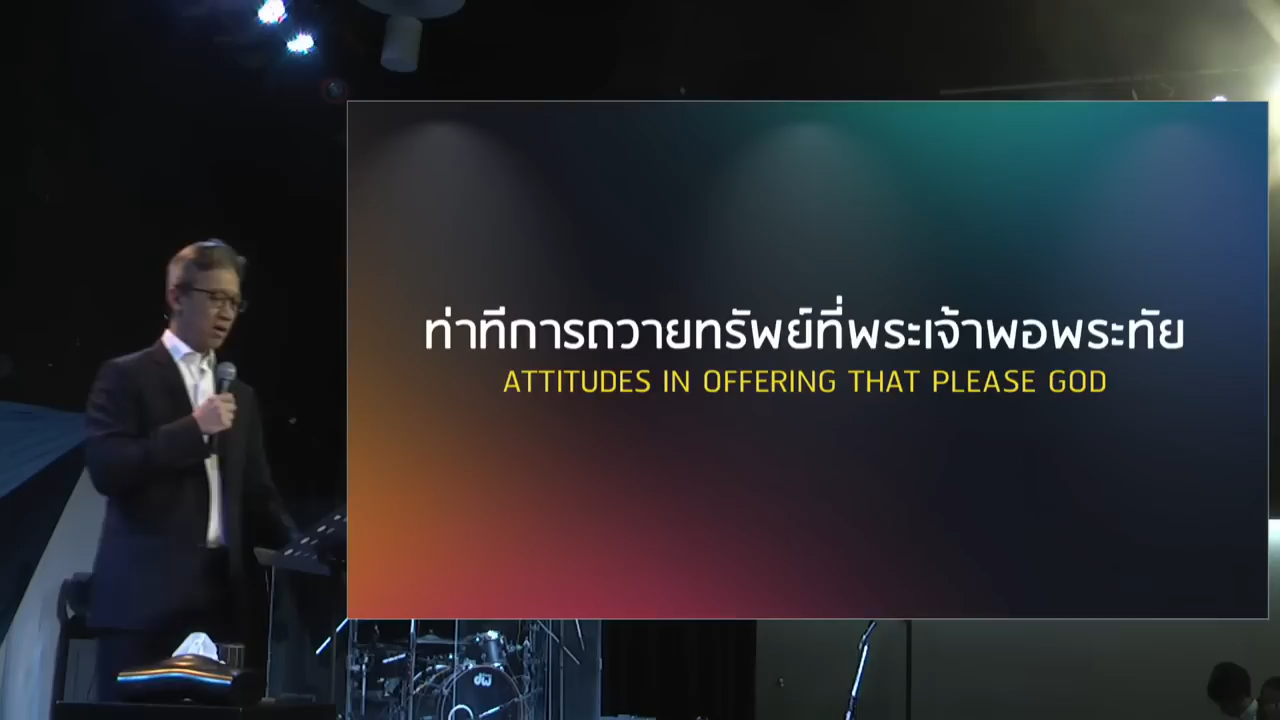 ท่าทีการถวายทรัพย์ที่พระเจ้าพอพระทัย
ATTITUDES IN OFFERING THAT PLEASE GOD
dw